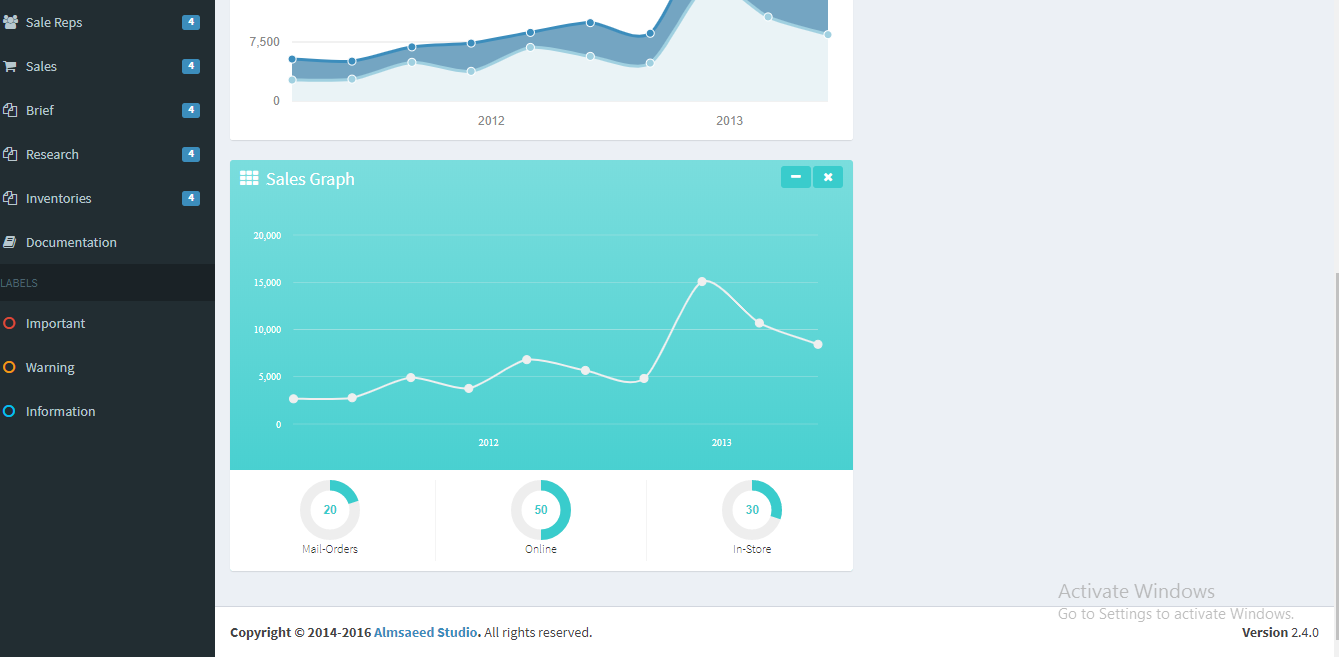 Sale Reps 4
Sales 4
Brief 4
Research 4
Inventories 4
Documentation
LABELS
Important
Warning
Information
7,500
0
2012 2013
Sales Graph
20,000
15,000
10,000
5,000
0
2012 2013
20 50 30
Mail-Orders Online In-Store
Activate Windows
Go to Settings to activate Windows.
Copyright © 2014-2016 Almsaeed Studio. All rights reserved. Version 2.4.0